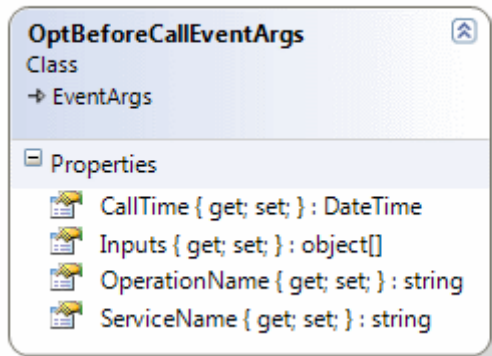 OptBeforeCallEventArgs
Class
EventArgs
Properties
CallTime { get; set; } : DateTime
Inputs { get; set; } : object[]
OperationName { get; set; } : string
ServiceName { get; set; } : string